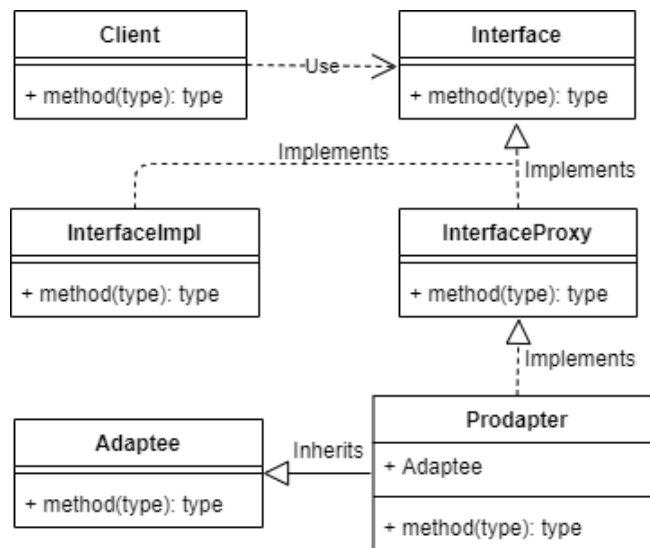 Client
Interface
+ method(type): type
Use
+ method(type): type
Implements
Implements
InterfaceImpl
InterfaceProxy
+ method(type): type
+ method(type): type
Implements
Adaptee
Inherits
Prodapter
+ Adaptee
+ method(type): type
+ method(type): type